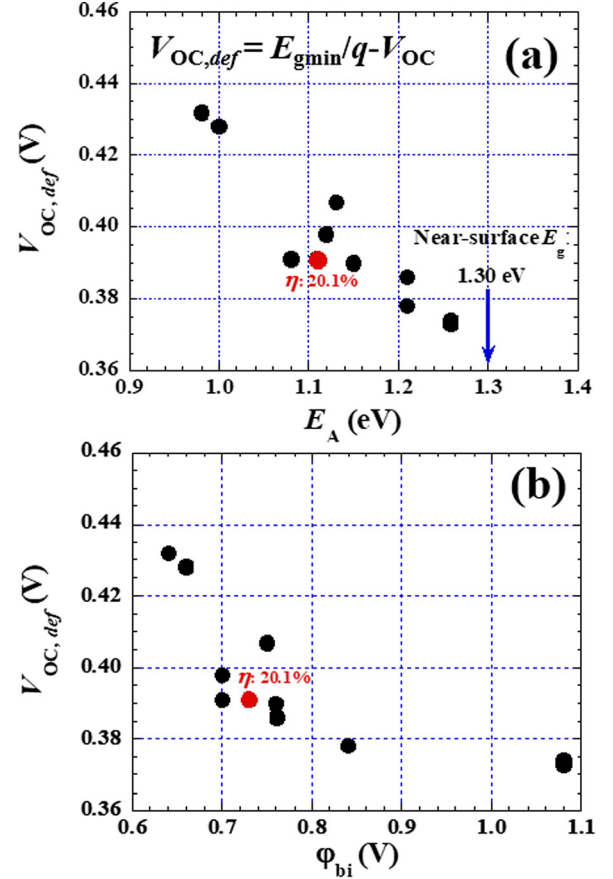 0.46
V_OC,def = E_gmin/q-V_OC
(a)
0.44
0.42
V_OC, def (V)
0.40
Near-surface E_g:
1.30 eV
η: 20.1%
0.38
0.36
0.9 1.0 1.1 1.2 1.3 1.4
E_A (eV)
0.46
(b)
0.44
0.42
V_OC, def (V)
0.40
η: 20.1%
0.38
0.36
0.6 0.7 0.8 0.9 1.0 1.1
φ_bi (V)